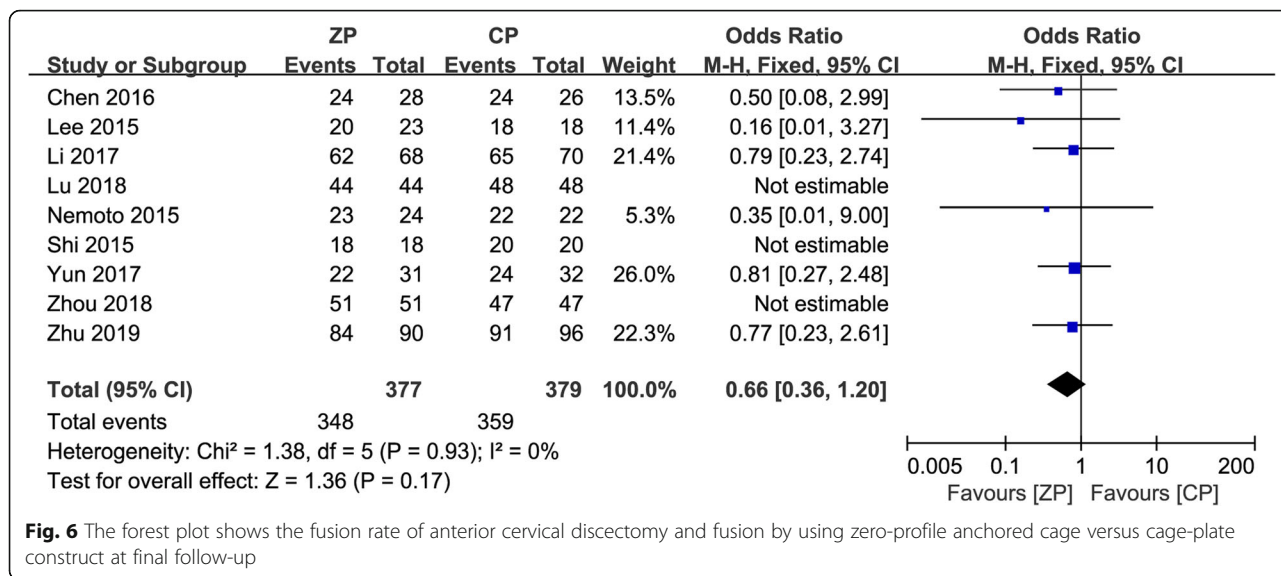 ZP CP Odds Ratio Odds Ratio
Study or Subgroup Events Total Events Total Weight M-H, Fixed, 95% CI M-H, Fixed, 95% CI
Chen 2016 24 28 24 26 13.5% 0.50 [0.08, 2.99]
Lee 2015 20 23 18 18 11.4% 0.16 [0.01, 3.27]
Li 2017 62 68 65 70 21.4% 0.79 [0.23, 2.74]
Lu 2018 44 44 48 48 Not estimable
Nemoto 2015 23 24 22 22 5.3% 0.35 [0.01, 9.00]
Shi 2015 18 18 20 20 Not estimable
Yun 2017 22 31 24 32 26.0% 0.81 [0.27, 2.48]
Zhou 2018 51 51 47 47 Not estimable
Zhu 2019 84 90 91 96 22.3% 0.77 [0.23, 2.61]
Total (95% CI) 377 379 100.0% 0.66 [0.36, 1.20]
Total events 348 359
Heterogeneity: Chi² = 1.38, df = 5 (P = 0.93); I² = 0%
Test for overall effect: Z = 1.36 (P = 0.17)
0.005 0.1 1 10 200
Favours [ZP] Favours [CP]
Fig. 6 The forest plot shows the fusion rate of anterior cervical discectomy and fusion by using zero-profile anchored cage versus cage-plate
construct at final follow-up